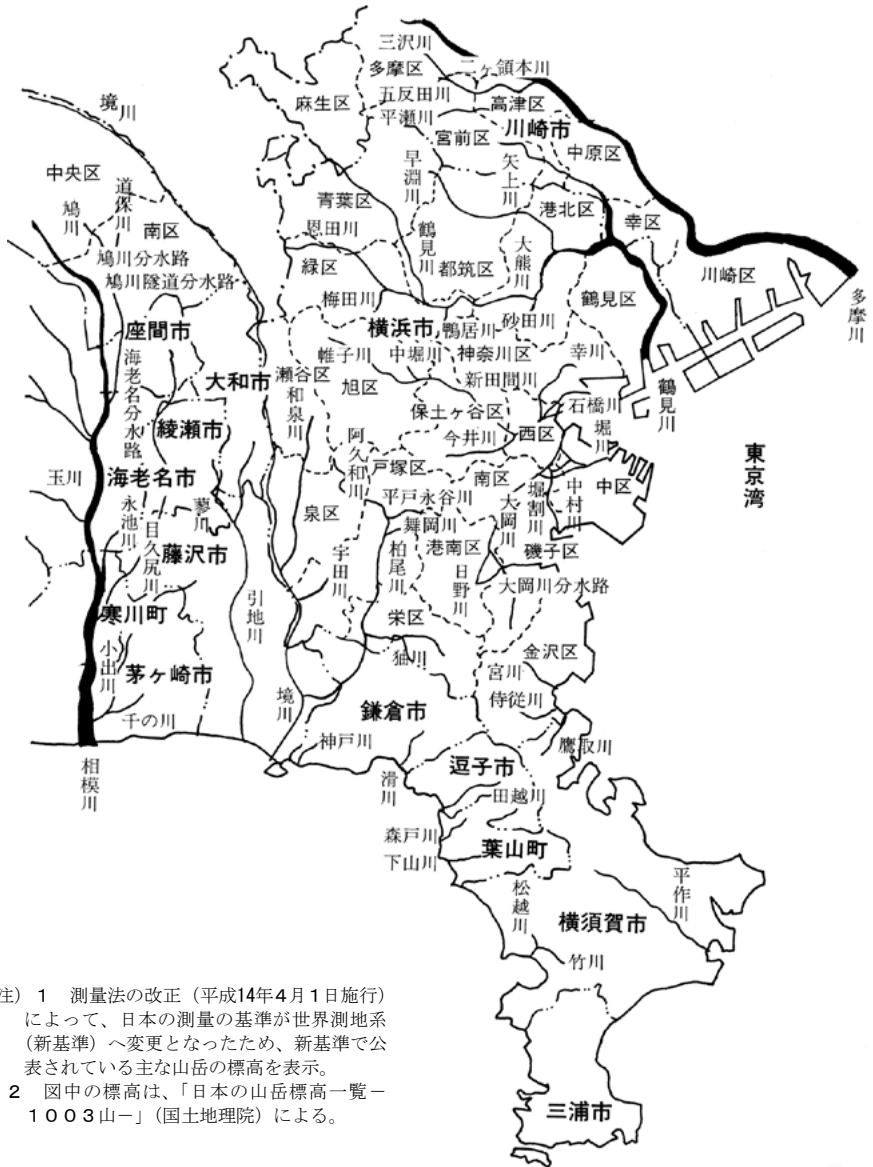 三沢川
多摩区
二ヶ領本川
五反田川
高津区
麻生区
平瀬川
川崎市
宮前区
中原区
境川
中央区
道保川
早淵川
矢上川
青葉区
港北区
幸区
鳩川
南区
恩田川
鶴見川
大熊川
川崎区
鳩川分水路
都筑区
鳩川隧道分水路
緑区
鶴見区
多摩川
梅田川
座間市
横浜市
鴨居川
砂田川
海老名分水路
帷子川
中堀川
神奈川区
幸川
大和市
瀬谷区
旭区
新田間川
鶴見川
和泉川
保土ヶ谷区
石橋川
綾瀬市
今井川
西区
堀川
阿久和川
東京湾
戸塚区
南区
玉川
海老名市
平戸永谷川
大岡川
堀割川
中村川
中区
永池川
目久尻川
蓼川
泉区
舞岡川
港南区
藤沢市
宇田川
柏尾川
日野川
磯子区
大岡川分水路
寒川町
引地川
栄区
小出川
金沢区
茅ヶ崎市
境川
狙川
宮川
千の川
鎌倉市
侍従川
神戸川
鷹取川
相模川
滑川
逗子市
田越川
森戸川
葉山町
下山川
松越川
平作川
横須賀市
竹川
三浦市
注） 1　測量法の改正（平成14年4月1日施行）
によって、日本の測量の基準が世界測地系
（新基準）へ変更となったため、新基準で公
表されている主な山岳の標高を表示。
2　図中の標高は、「日本の山岳標高一覧－
１００３山－」（国土地理院）による。